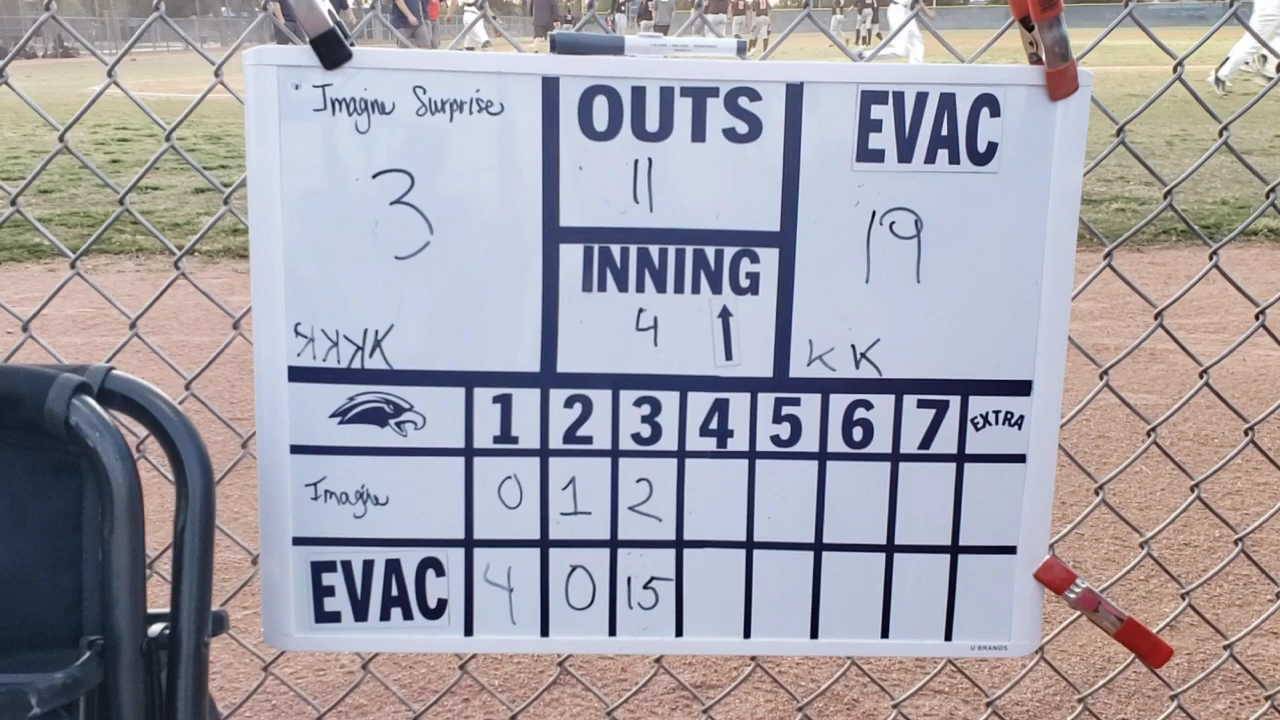 Imagine Surprise
3
KKKK
OUTS
11
INNING
4 ↑
EVAC
19
KK
1 2 3 4 5 6 7 EXTRA
Imagine 0 1 2
EVAC 4 0 15
U BRANDS